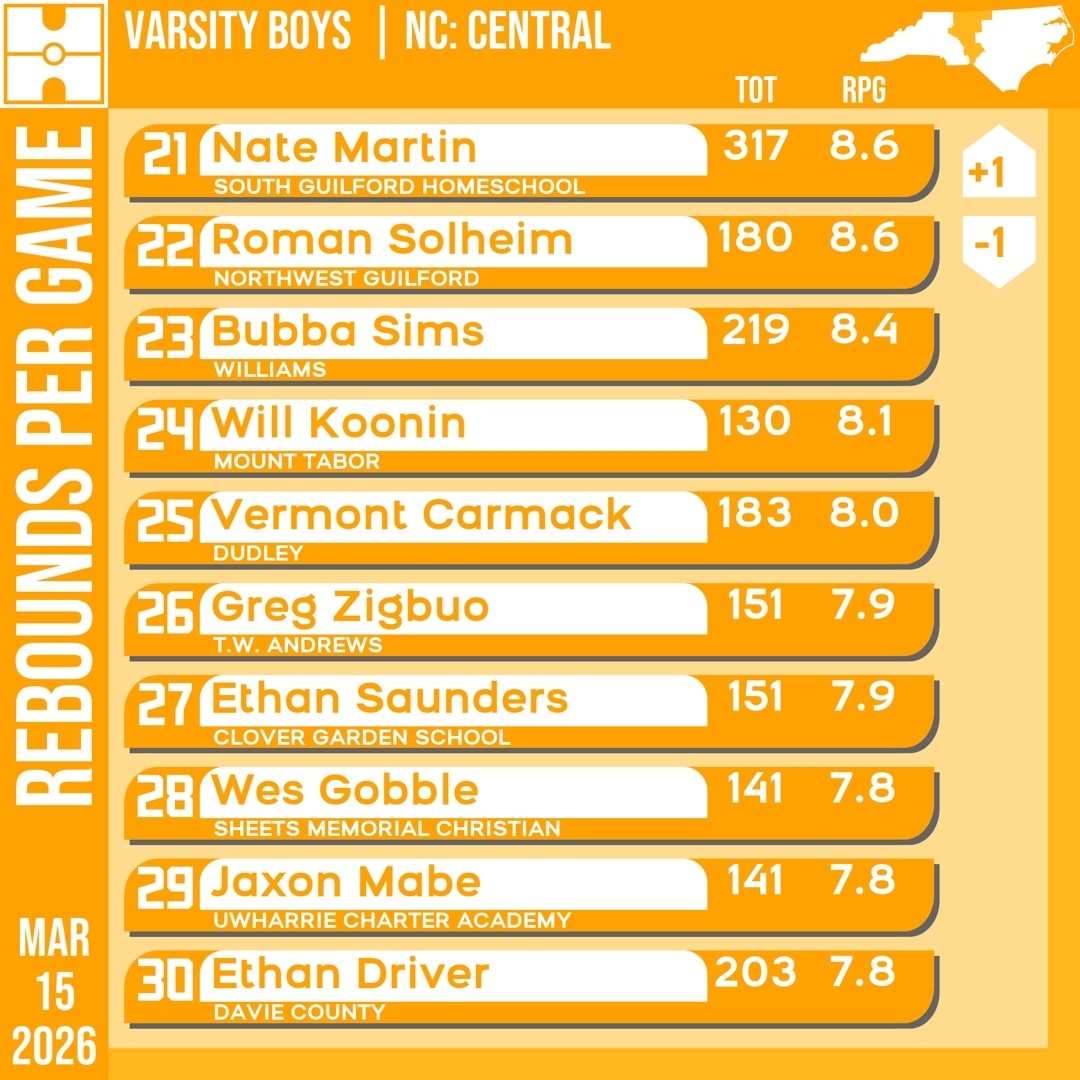 VARSITY BOYS | NC: CENTRAL
TOT RPG
REBOUNDS PER GAME
21 Nate Martin 317 8.6 +1
SOUTH GUILFORD HOMESCHOOL
22 Roman Solheim 180 8.6 -1
NORTHWEST GUILFORD
23 Bubba Sims 219 8.4
WILLIAMS
24 Will Koonin 130 8.1
MOUNT TABOR
25 Vermont Carmack 183 8.0
DUDLEY
26 Greg Zigbuo 151 7.9
T.W. ANDREWS
27 Ethan Saunders 151 7.9
CLOVER GARDEN SCHOOL
28 Wes Gobble 141 7.8
SHEETS MEMORIAL CHRISTIAN
29 Jaxon Mabe 141 7.8
UWHARRIE CHARTER ACADEMY
30 Ethan Driver 203 7.8
DAVIE COUNTY
MAR
15
2026